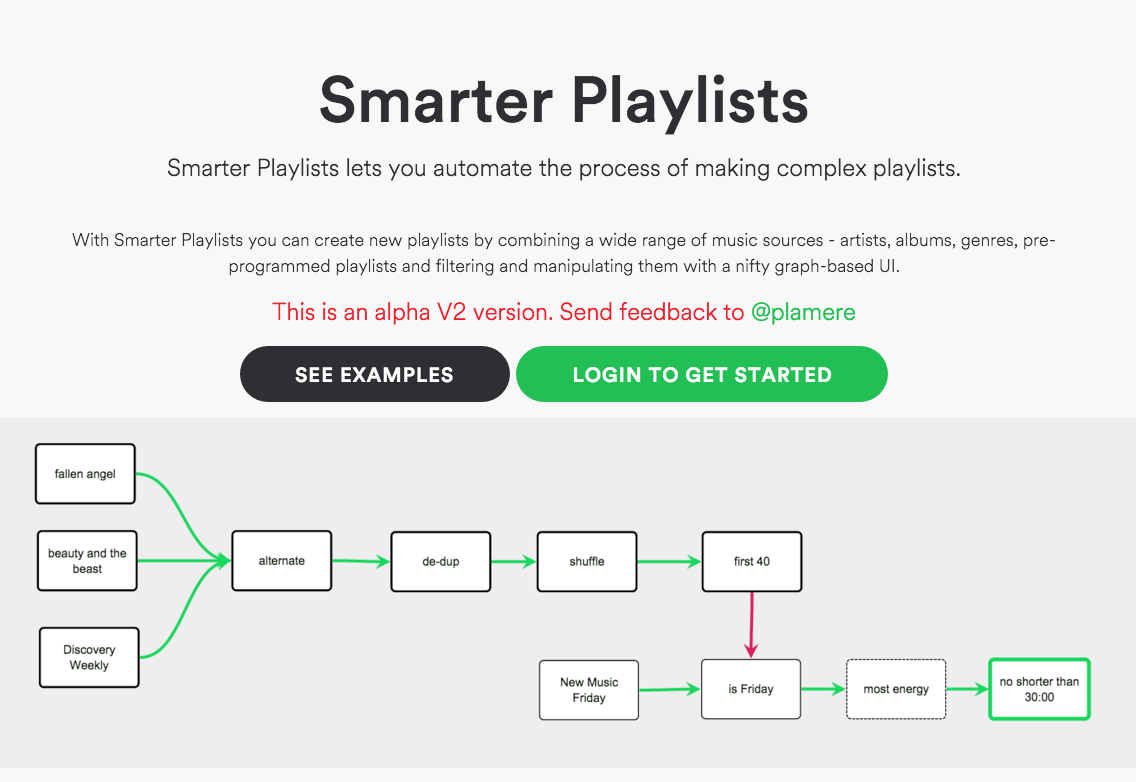 Smarter Playlists
Smarter Playlists lets you automate the process of making complex playlists.
With Smarter Playlists you can create new playlists by combining a wide range of music sources - artists, albums, genres, pre-
programmed playlists and filtering and manipulating them with a nifty graph-based UI.
This is an alpha V2 version. Send feedback to @plamere
SEE EXAMPLES
LOGIN TO GET STARTED
fallen angel
beauty and the
beast
Discovery
Weekly
alternate
de-dup
shuffle
first 40
New Music
Friday
is Friday
most energy
no shorter than
30:00